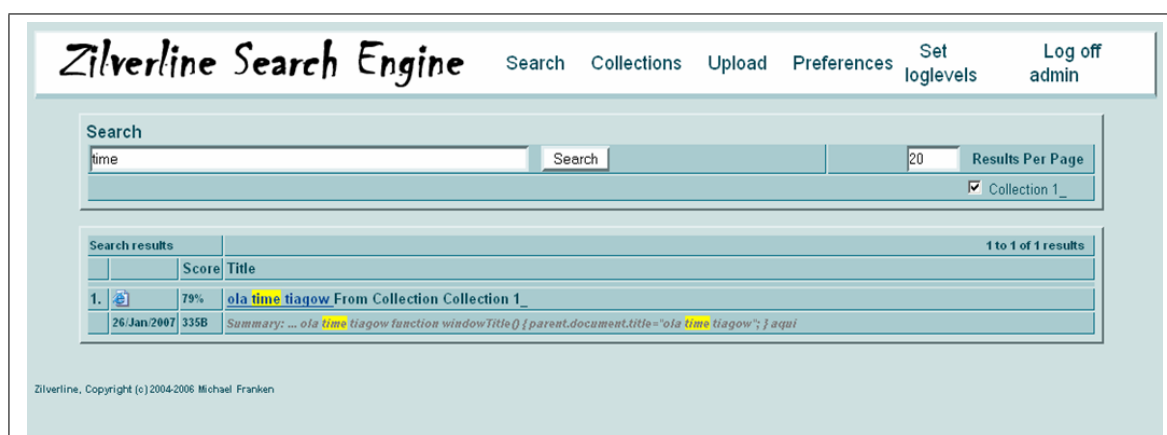 Zilverline Search Engine Search Collections Upload Preferences Set loglevels Log off admin
Search
time Search 20 Results Per Page
Collection 1_
Search results 1 to 1 of 1 results
Score Title
1. 79% ola time tiagow From Collection Collection 1_
26/Jan/2007 335B Summary: ... ola time tiagow function windowTitle() { parent.document.title="ola time tiagow"; } aqui
Zilverline, Copyright (c) 2004-2006 Michael Franken